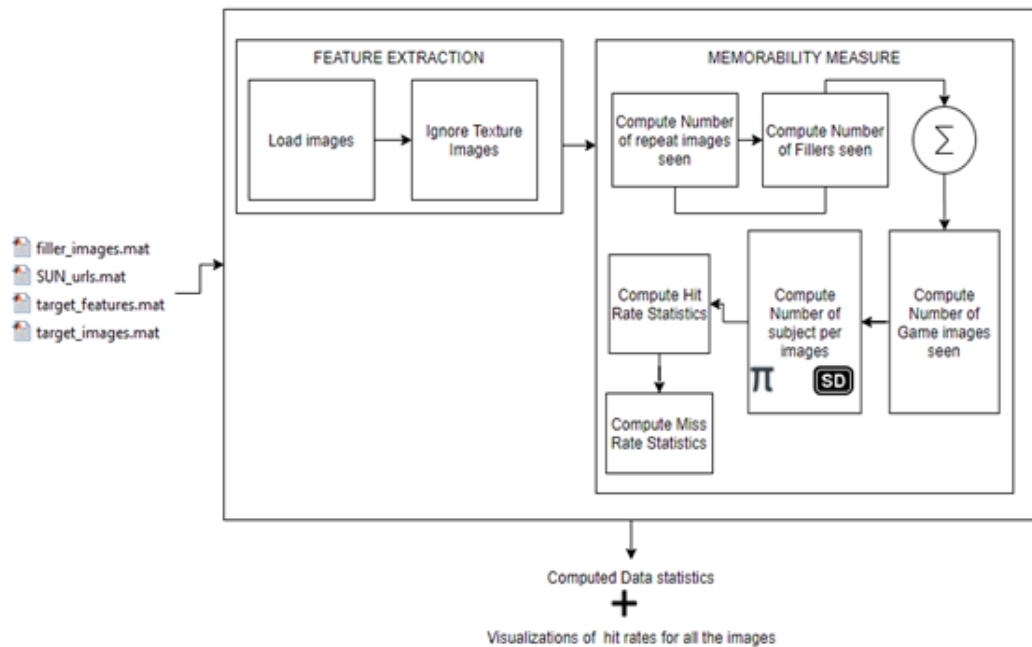 FEATURE EXTRACTION
Load images
Ignore Texture
Images
MEMORABILITY MEASURE
Compute Number
of repeat images
seen
Compute Number
of Fillers seen
Σ
filler_images.mat
SUN_urls.mat
target_features.mat
target_images.mat
Compute Hit
Rate Statistics
Compute
Number of
subject per
images
π
SD
Compute
Number of
Game images
seen
Compute Miss
Rate Statistics
Computed Data statistics
+
Visualizations of hit rates for all the images